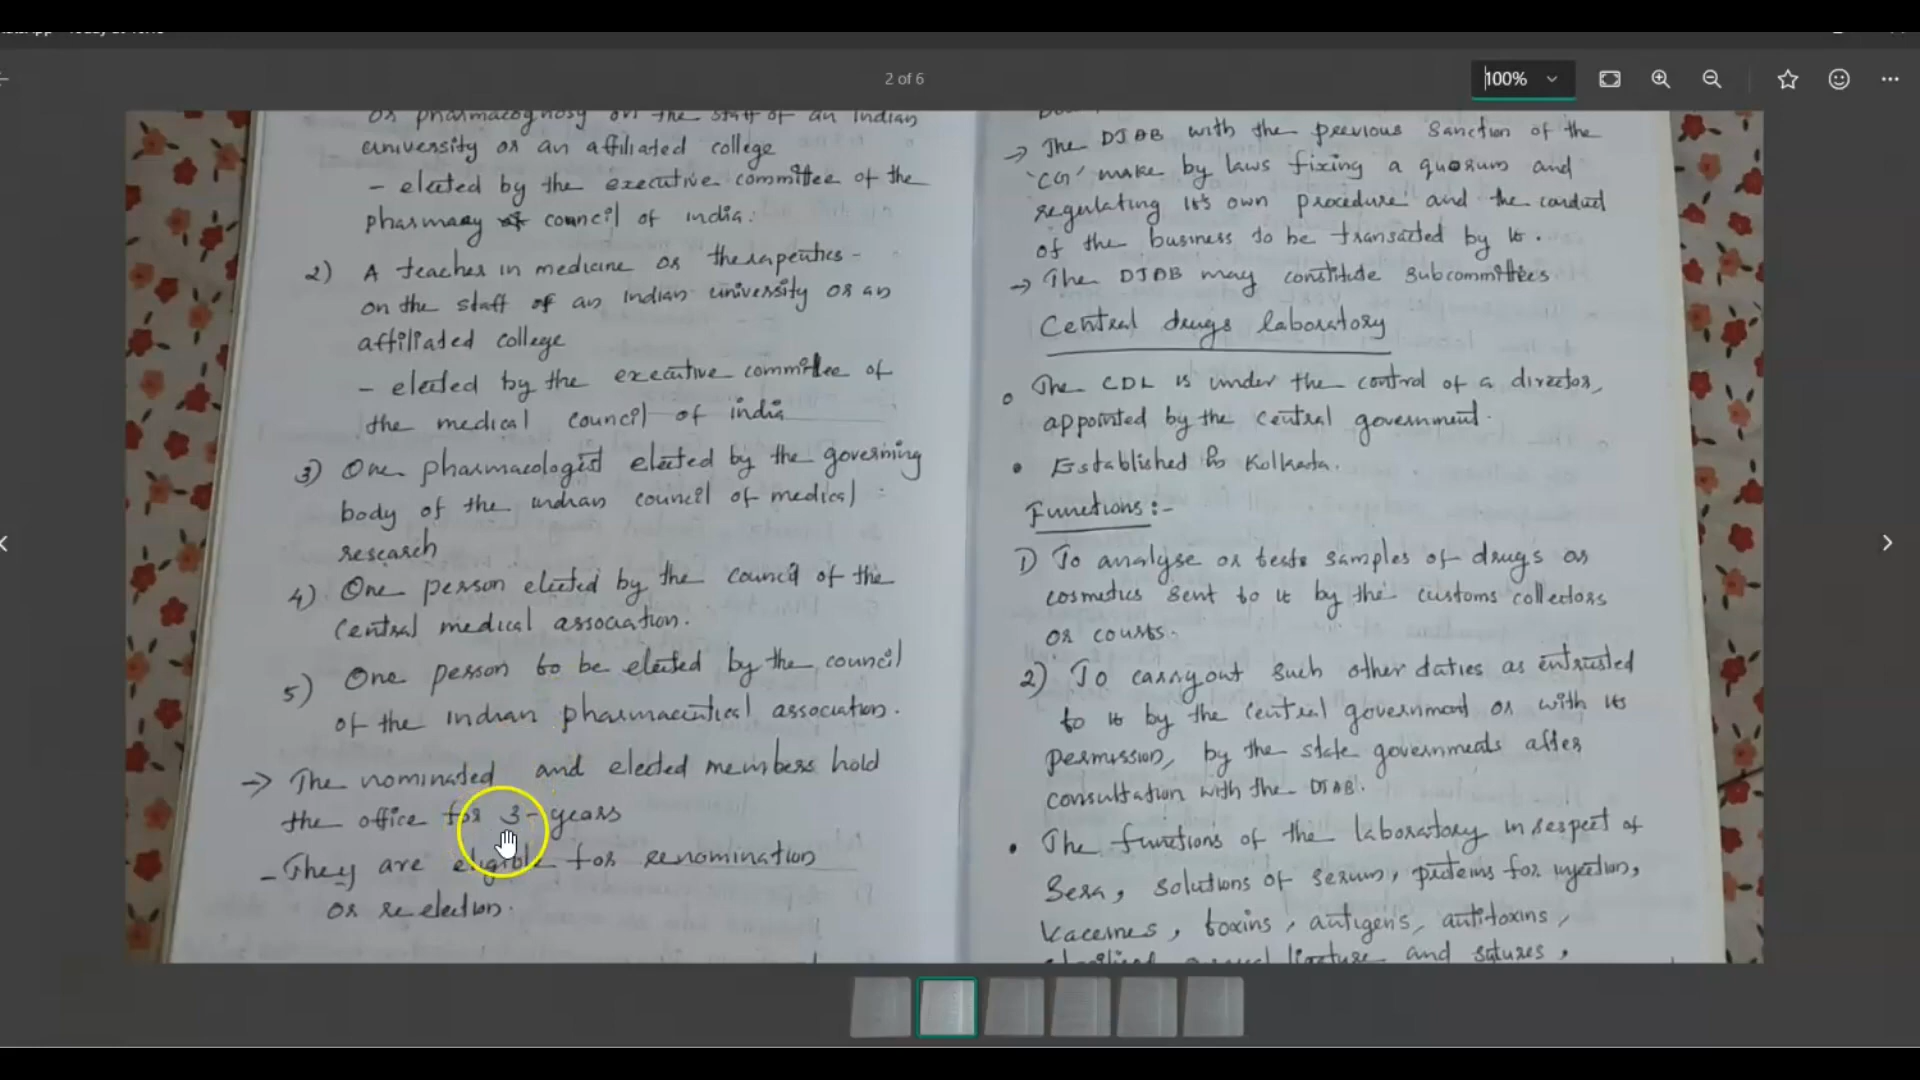 2 of 6
100%
or pharmacognosy on the staff of an Indian
university or an affiliated college
- elected by the executive committee of the
pharmacy council of india.
2) A teacher in medicine or therapeutics -
on the staff of an Indian university or an
affiliated college
- elected by the executive committee of
the medical council of india
3) One pharmacologist elected by the governing
body of the indian council of medical
research
4) One person elected by the council of the
Central medical association.
5) One person to be elected by the council
of the Indian pharmaceutical association.
-> The nominated and elected members hold
the office for 3-years
- They are eligible for renomination
or re election.
-> The DTAB with the previous sanction of the
'CG' make by laws fixing a quorum and
regulating it's own procedure and the conduct
of the business to be transacted by it.
-> The DTAB may constitute subcommittees
Central drugs laboratory
The CDL is under the control of a director,
appointed by the central government.
• Established in Kolkata.
Functions :-
1) To analyse or tests samples of drugs or
cosmetics sent to it by the customs collectors
or courts.
2) To carryout such other duties as entrusted
to it by the central government or with its
permission, by the state governments after
consultation with the DTAB.
• The functions of the laboratory in respect of
Sera, solutions of serum, proteins for injection,
Vaccines, toxins, antigens, antitoxins,
ligature and sutures,